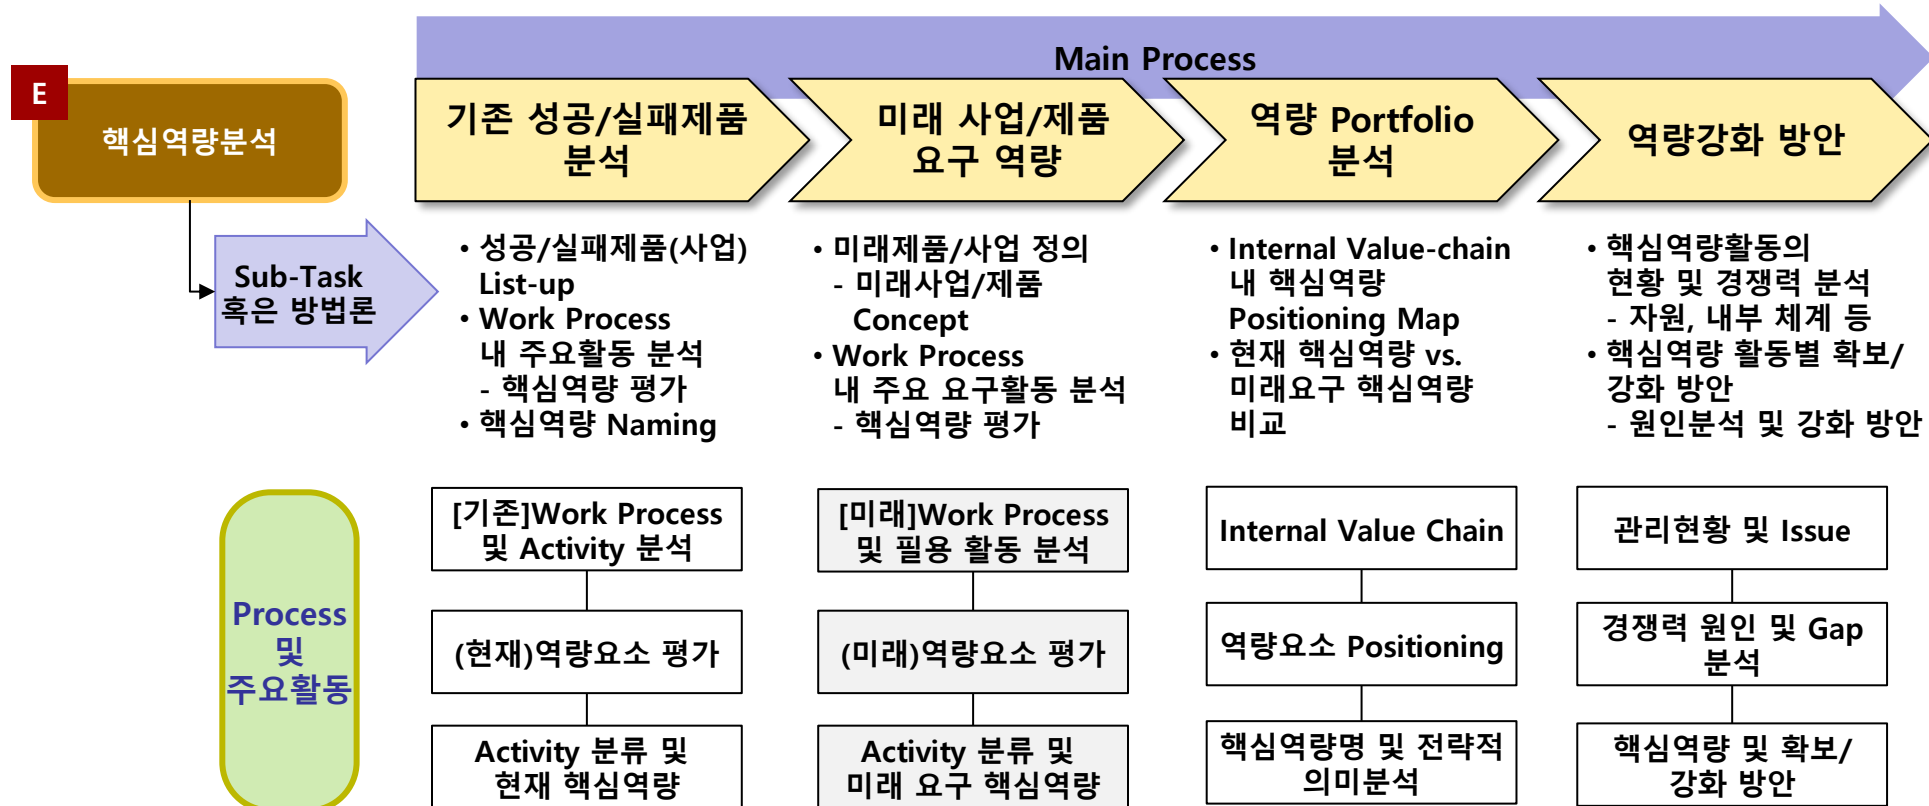 Main Process
E
핵심역량분석
기존 성공/실패제품
분석
미래 사업/제품
요구 역량
역량 Portfolio
분석
역량강화 방안
Sub-Task
혹은 방법론
• 성공/실패제품(사업)
List-up
• Work Process
내 주요활동 분석
- 핵심역량 평가
• 핵심역량 Naming
• 미래제품/사업 정의
- 미래사업/제품
Concept
• Work Process
내 주요 요구활동 분석
- 핵심역량 평가
• Internal Value-chain
내 핵심역량
Positioning Map
• 현재 핵심역량 vs.
미래요구 핵심역량
비교
• 핵심역량활동의
현황 및 경쟁력 분석
- 자원, 내부 체계 등
• 핵심역량 활동별 확보/
강화 방안
- 원인분석 및 강화 방안
Process
및
주요활동
[기존]Work Process
및 Activity 분석
(현재)역량요소 평가
Activity 분류 및
현재 핵심역량
[미래]Work Process
및 필용 활동 분석
(미래)역량요소 평가
Activity 분류 및
미래 요구 핵심역량
Internal Value Chain
역량요소 Positioning
핵심역량명 및 전략적
의미분석
관리현황 및 Issue
경쟁력 원인 및 Gap
분석
핵심역량 및 확보/
강화 방안